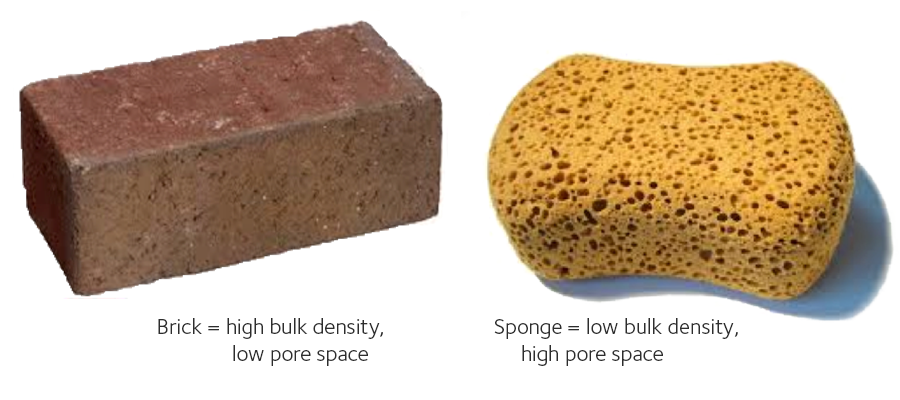 Brick = high bulk density,
low pore space
Sponge = low bulk density,
high pore space